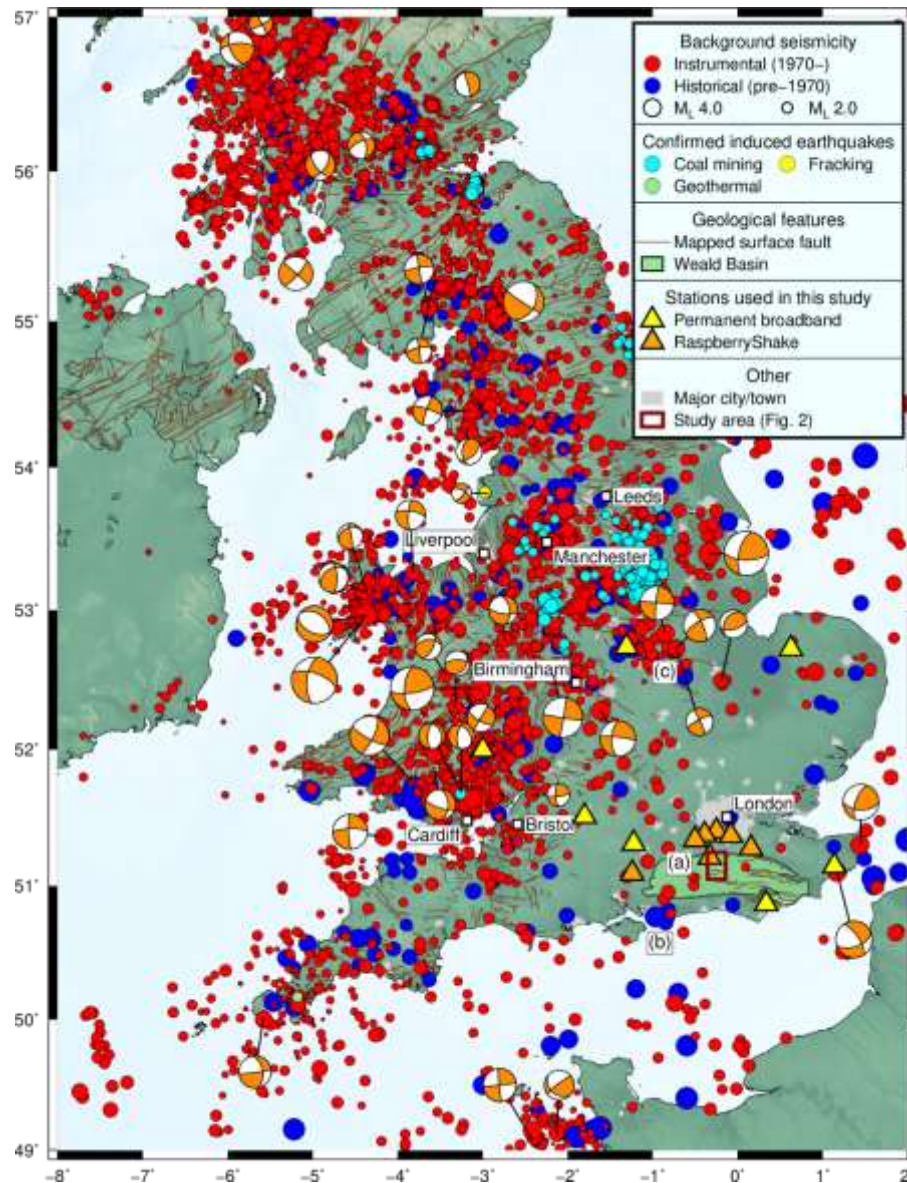 57˚
56˚
55˚
54˚
53˚
52˚
51˚
50˚
49˚
Background seismicity
Instrumental (1970-)
Historical (pre-1970)
ML 4.0 ML 2.0
Confirmed induced earthquakes
Coal mining Fracking
Geothermal
Geological features
Mapped surface fault
Weald Basin
Stations used in this study
Permanent broadband
RaspberryShake
Other
Major city/town
Study area (Fig. 2)
Leeds
Liverpool
Manchester
Birmingham
(c)
London
Cardiff
Bristol
(a)
(b)
-8 -7 -6 -5 -4 -3 -2 -1 0 1 2